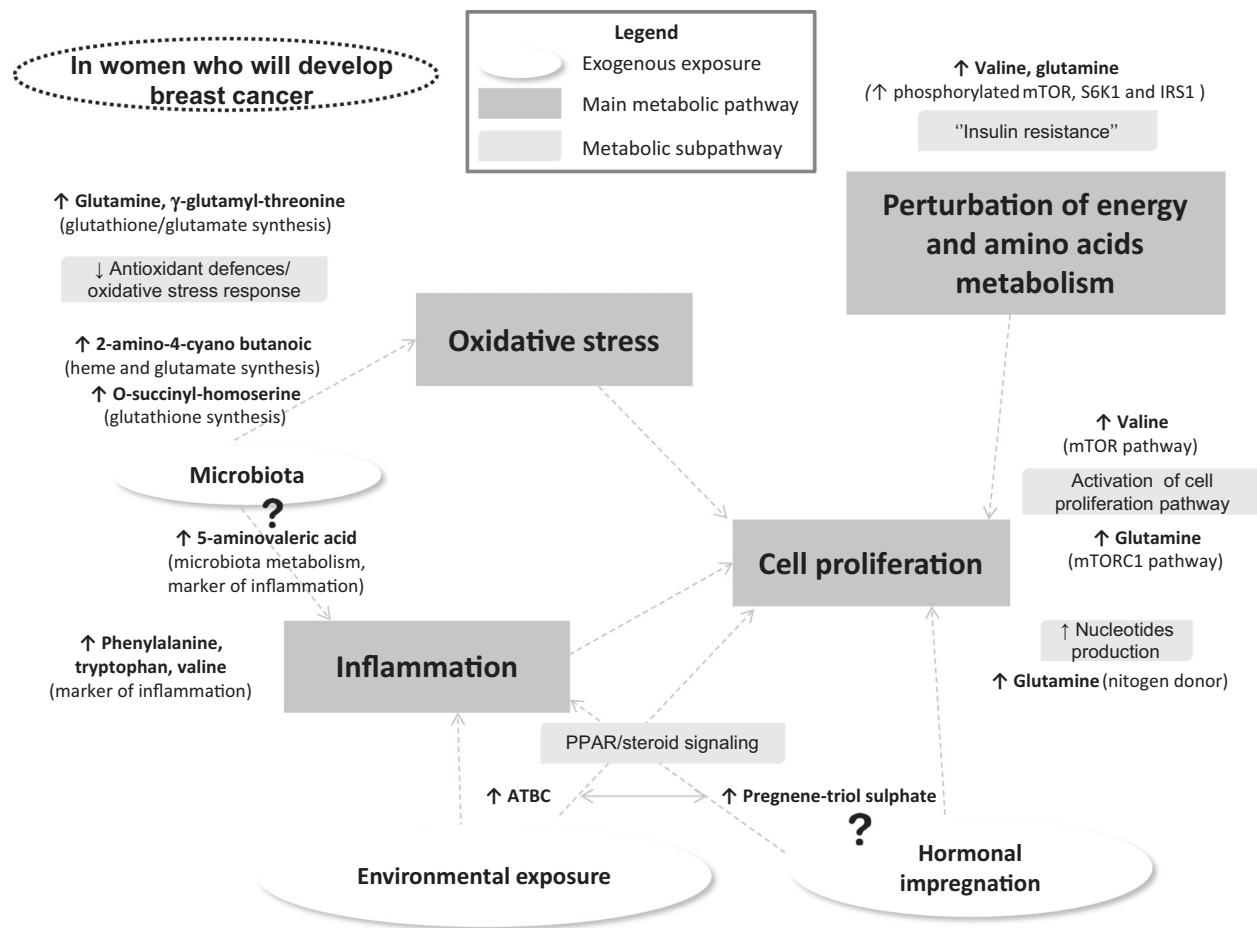 In women who will develop
breast cancer
Legend
Exogenous exposure
Main metabolic pathway
Metabolic subpathway
↑ Valine, glutamine
(↑ phosphorylated mTOR, S6K1 and IRS1 )
‘’Insulin resistance’’
Perturbation of energy
and amino acids
metabolism
↑ Glutamine, γ-glutamyl-threonine
(glutathione/glutamate synthesis)
↓ Antioxidant defences/
oxidative stress response
↑ 2-amino-4-cyano butanoic
(heme and glutamate synthesis)
↑ O-succinyl-homoserine
(glutathione synthesis)
Oxidative stress
Microbiota
?
↑ 5-aminovaleric acid
(microbiota metabolism,
marker of inflammation)
↑ Valine
(mTOR pathway)
Activation of cell
proliferation pathway
↑ Glutamine
(mTORC1 pathway)
Cell proliferation
↑ Phenylalanine,
tryptophan, valine
(marker of inflammation)
Inflammation
↑ Nucleotides
production
↑ Glutamine (nitogen donor)
PPAR/steroid signaling
↑ ATBC
↑ Pregnene-triol sulphate
?
Environmental exposure
Hormonal
impregnation